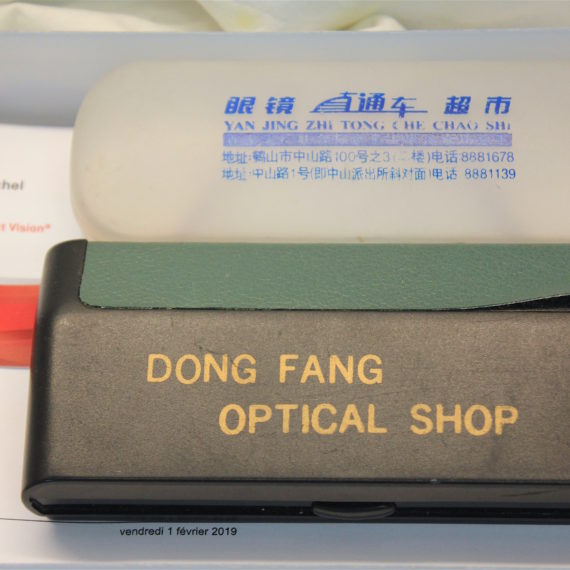 眼镜直通车超市
YAN JING ZHI TONG CHE CHAO SHI
地址:鹤山市中山路100号之3(二楼)电话:8881678
地址:中山路1号(即中山派出所斜对面)电话 8881139
chel
t Vision*
DONG FANG
OPTICAL SHOP
vendredi 1 février 2019